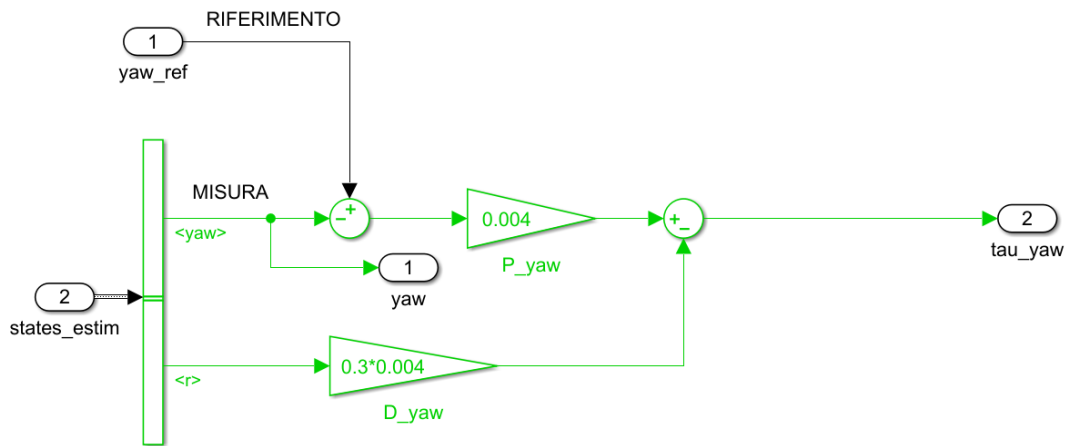 RIFERIMENTO
1
yaw_ref
MISURA
<yaw>
- +
0.004
P_yaw
+ -
2
tau_yaw
1
yaw
2
states_estim
<r>
0.3*0.004
D_yaw